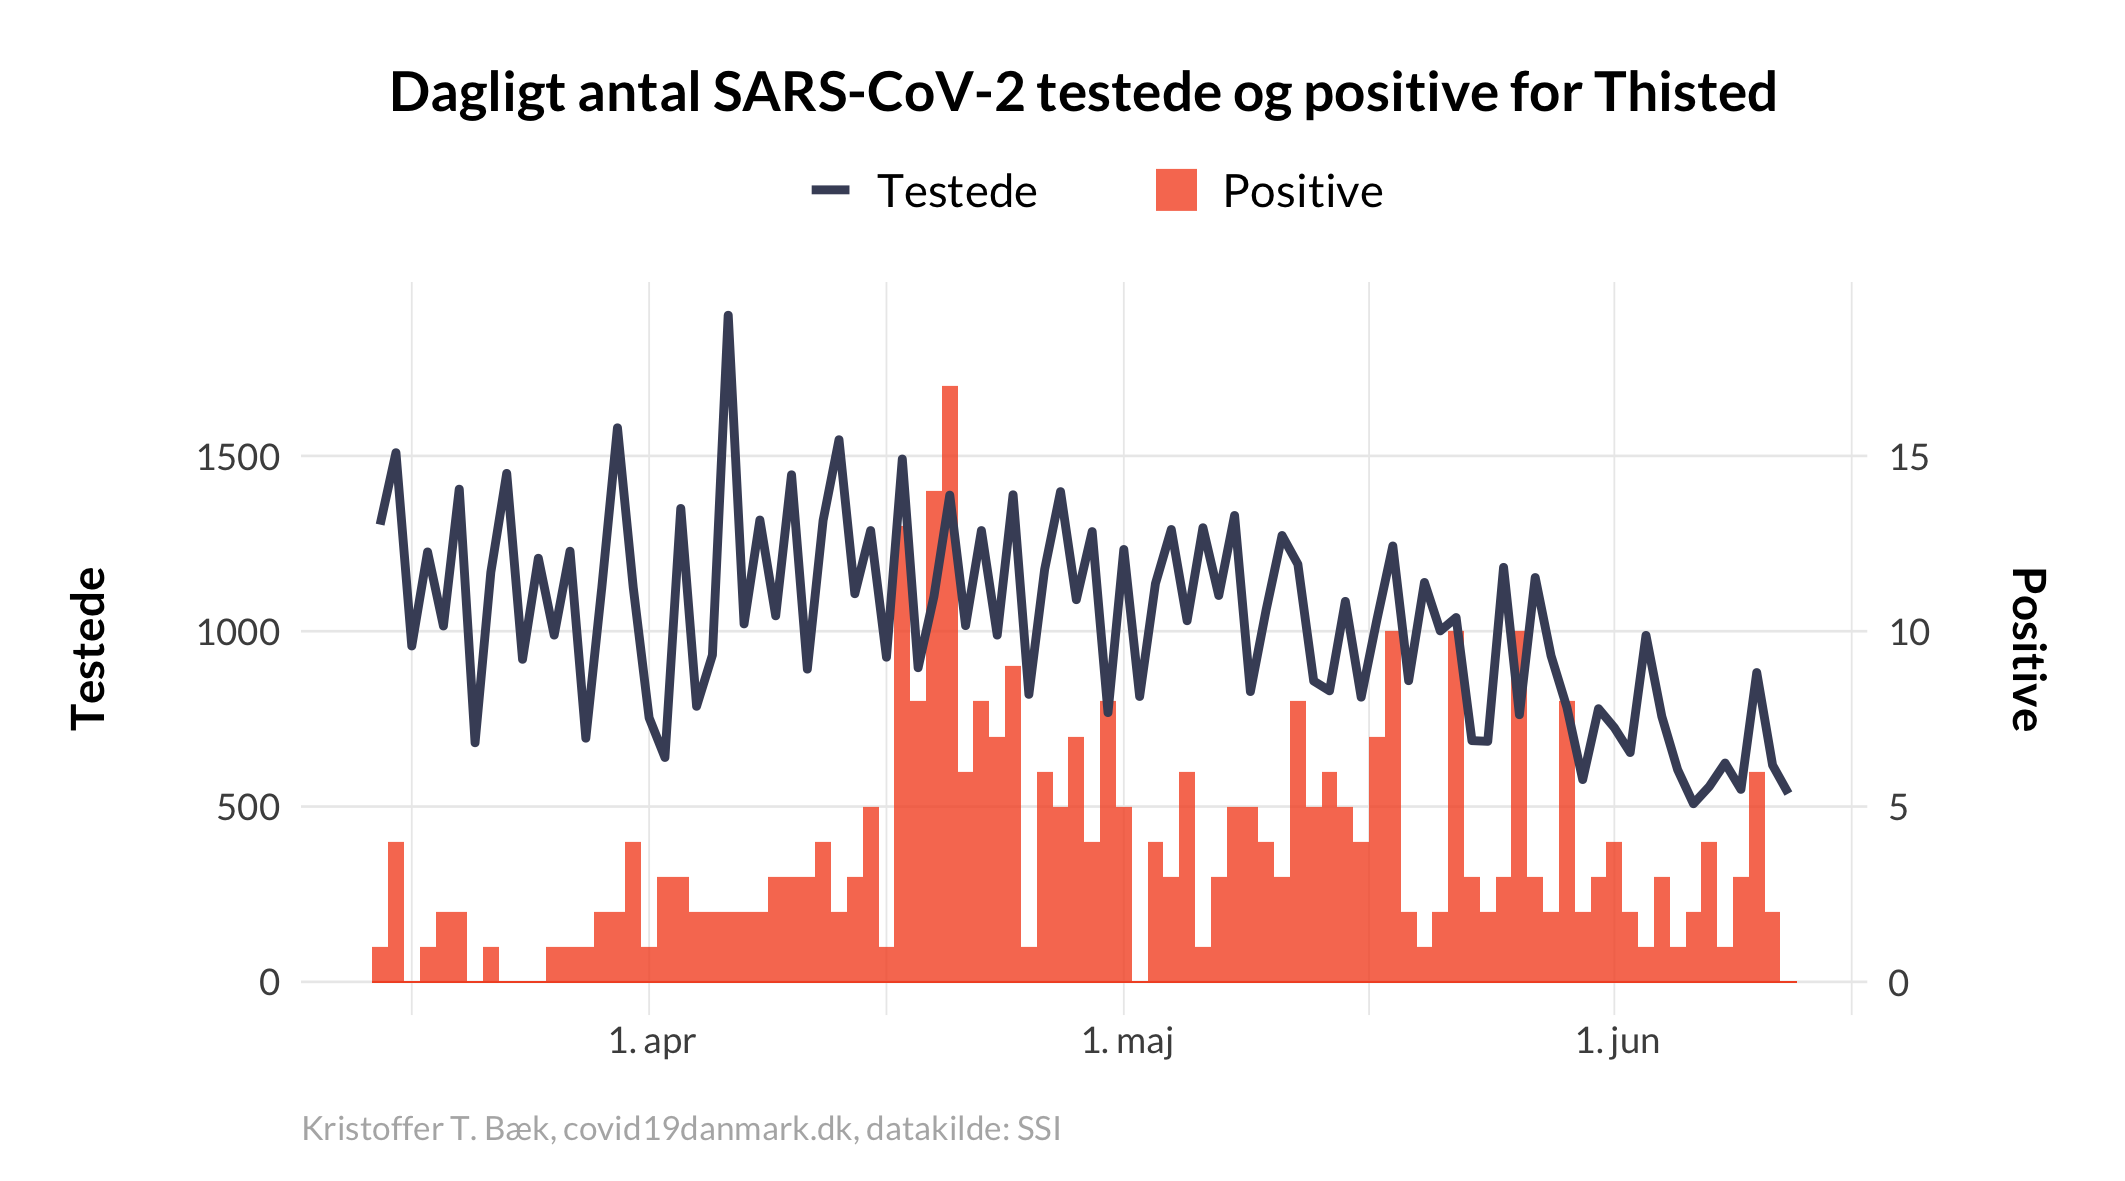 Dagligt antal SARS-CoV-2 testede og positive for Thisted
Testede
Positive
Testede
1500
1000
500
0
15
10
5
0
Positive
1. apr
1. maj
1. jun
Kristoffer T. Bæk, covid19danmark.dk, datakilde: SSI